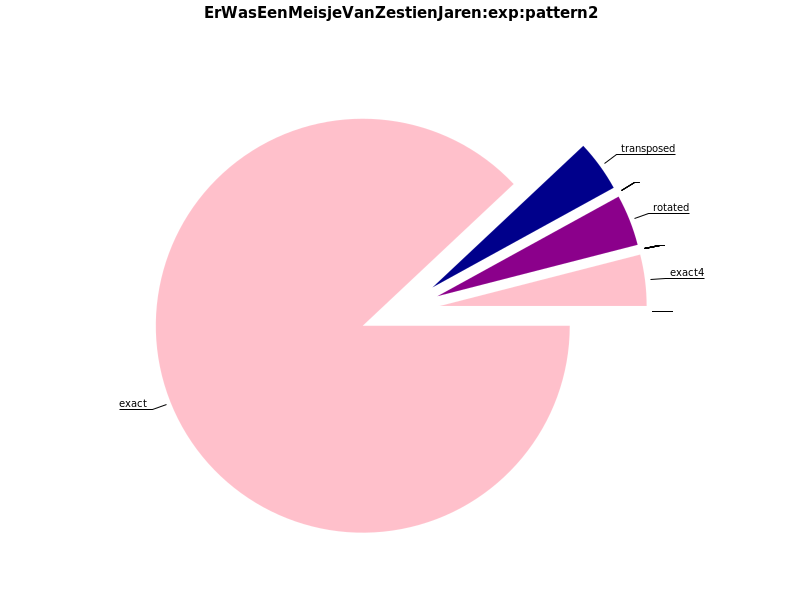 ErWasEenMeisjeVanZestienJaren:exp:pattern2
transposed
rotated
exact4
exact